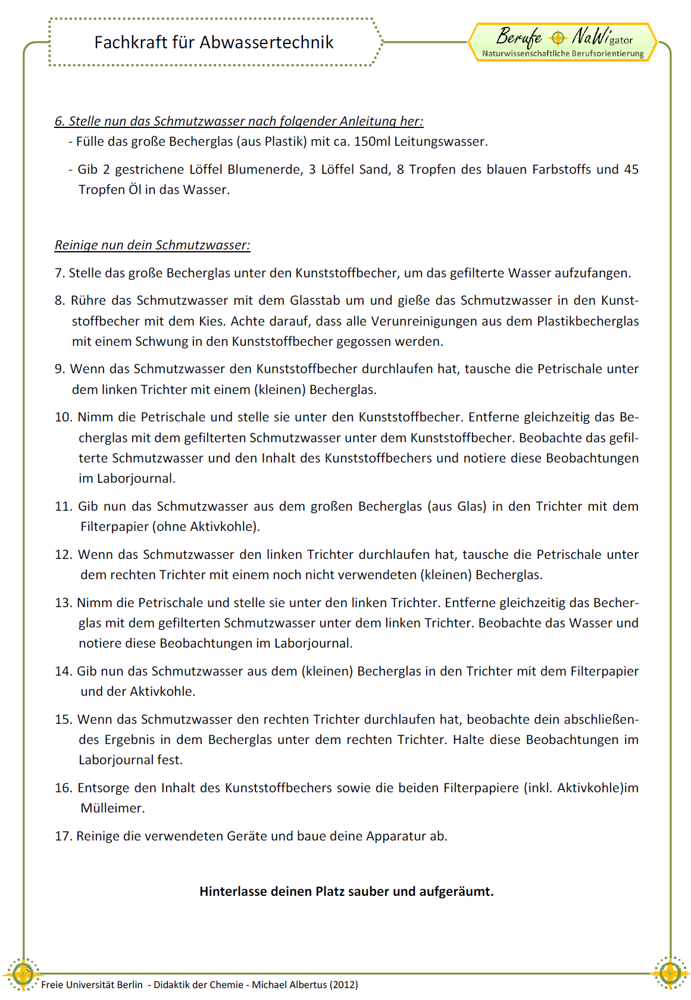 Fachkraft für Abwassertechnik
Berufe NaWigator
Naturwissenschaftliche Berufsorientierung
6. Stelle nun das Schmutzwasser nach folgender Anleitung her:
- Fülle das große Becherglas (aus Plastik) mit ca. 150ml Leitungswasser.
- Gib 2 gestrichene Löffel Blumenerde, 3 Löffel Sand, 8 Tropfen des blauen Farbstoffs und 45
Tropfen Öl in das Wasser.
Reinige nun dein Schmutzwasser:
7. Stelle das große Becherglas unter den Kunststoffbecher, um das gefilterte Wasser aufzufangen.
8. Rühre das Schmutzwasser mit dem Glasstab um und gieße das Schmutzwasser in den Kunst-
stoffbecher mit dem Kies. Achte darauf, dass alle Verunreinigungen aus dem Plastikbecherglas
mit einem Schwung in den Kunststoffbecher gegossen werden.
9. Wenn das Schmutzwasser den Kunststoffbecher durchlaufen hat, tausche die Petrischale unter
dem linken Trichter mit einem (kleinen) Becherglas.
10. Nimm die Petrischale und stelle sie unter den Kunststoffbecher. Entferne gleichzeitig das Be-
cherglas mit dem gefilterten Schmutzwasser unter dem Kunststoffbecher. Beobachte das gefil-
terte Schmutzwasser und den Inhalt des Kunststoffbechers und notiere diese Beobachtungen
im Laborjournal.
11. Gib nun das Schmutzwasser aus dem großen Becherglas (aus Glas) in den Trichter mit dem
Filterpapier (ohne Aktivkohle).
12. Wenn das Schmutzwasser den linken Trichter durchlaufen hat, tausche die Petrischale unter
dem rechten Trichter mit einem noch nicht verwendeten (kleinen) Becherglas.
13. Nimm die Petrischale und stelle sie unter den linken Trichter. Entferne gleichzeitig das Becher-
glas mit dem gefilterten Schmutzwasser unter dem linken Trichter. Beobachte das Wasser und
notiere diese Beobachtungen im Laborjournal.
14. Gib nun das Schmutzwasser aus dem (kleinen) Becherglas in den Trichter mit dem Filterpapier
und der Aktivkohle.
15. Wenn das Schmutzwasser den rechten Trichter durchlaufen hat, beobachte dein abschließen-
des Ergebnis in dem Becherglas unter dem rechten Trichter. Halte diese Beobachtungen im
Laborjournal fest.
16. Entsorge den Inhalt des Kunststoffbechers sowie die beiden Filterpapiere (inkl. Aktivkohle)im
Mülleimer.
17. Reinige die verwendeten Geräte und baue deine Apparatur ab.
Hinterlasse deinen Platz sauber und aufgeräumt.
Freie Universität Berlin - Didaktik der Chemie - Michael Albertus (2012)